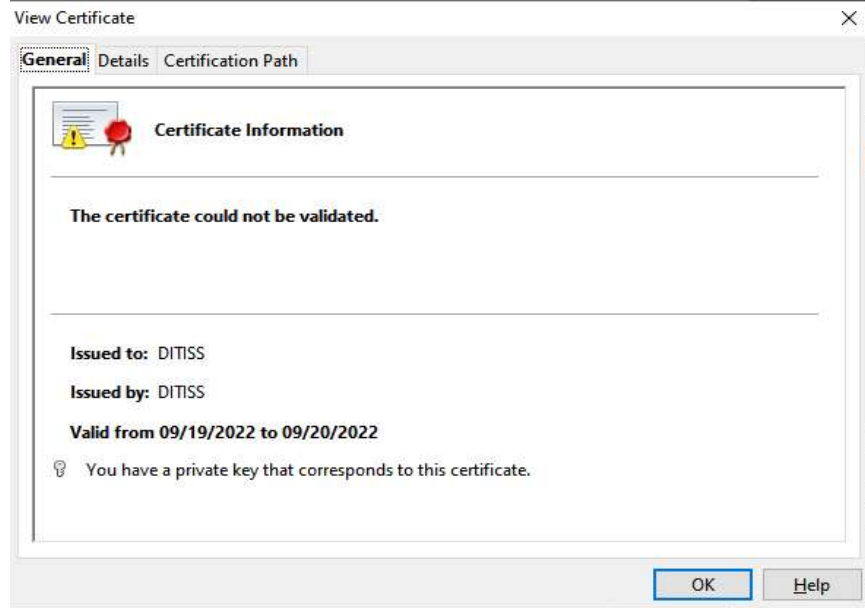 View Certificate
General Details Certification Path
Certificate Information
The certificate could not be validated.
Issued to: DITISS
Issued by: DITISS
Valid from 09/19/2022 to 09/20/2022
You have a private key that corresponds to this certificate.
OK Help